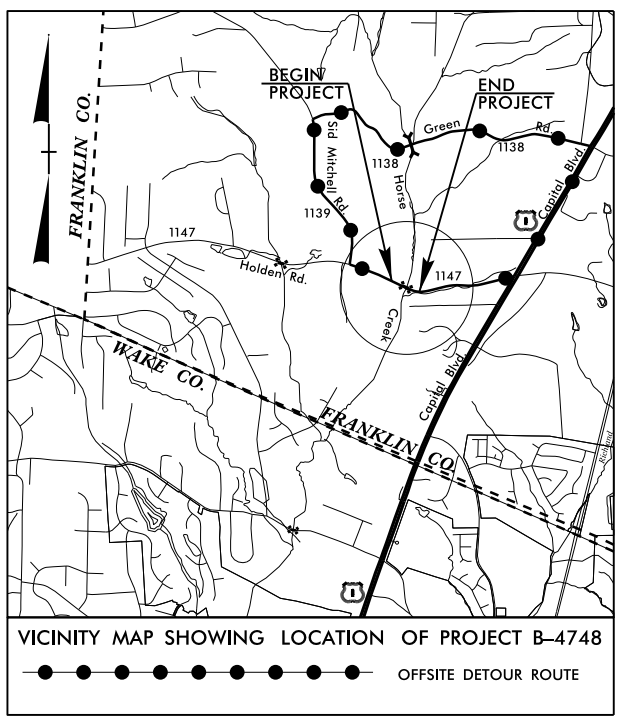 BEGIN
PROJECT
END
PROJECT
FRANKLIN CO.
Sid Mitchell Rd.
1138
Green Rd.
1138
Capital Blvd.
1
Horse
1139
1147
Holden Rd.
1147
Creek
Capital Blvd.
WAKE CO.
FRANKLIN CO.
Richland
1
VICINITY MAP SHOWING LOCATION OF PROJECT B–4748
OFFSITE DETOUR ROUTE